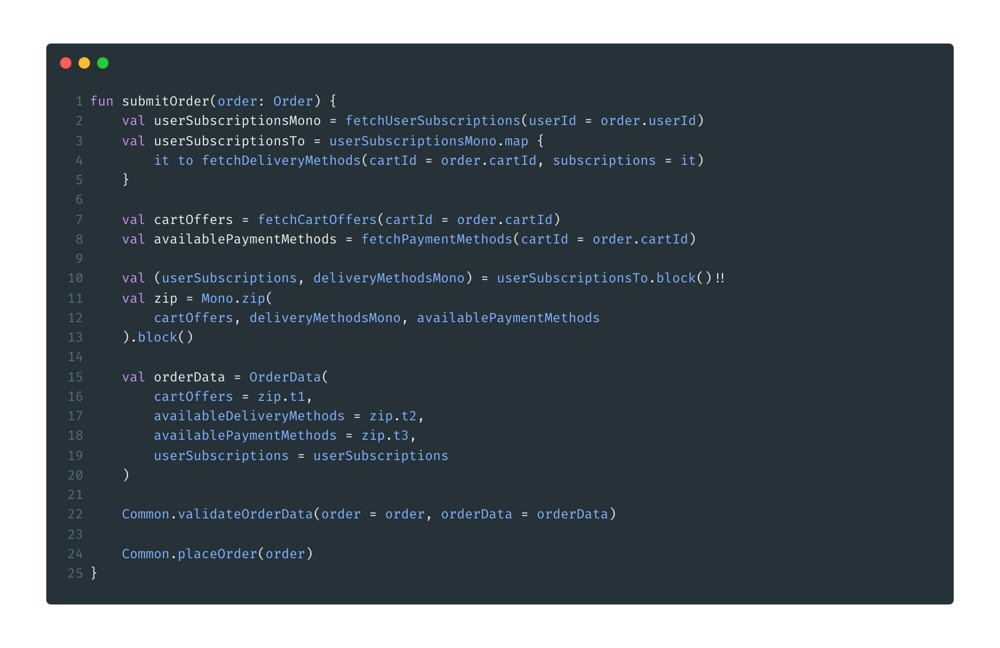 1 fun submitOrder(order: Order) {
2     val userSubscriptionsMono = fetchUserSubscriptions(userId = order.userId)
3     val userSubscriptionsTo = userSubscriptionsMono.map {
4         it to fetchDeliveryMethods(cartId = order.cartId, subscriptions = it)
5     }
6
7     val cartOffers = fetchCartOffers(cartId = order.cartId)
8     val availablePaymentMethods = fetchPaymentMethods(cartId = order.cartId)
9
10     val (userSubscriptions, deliveryMethodsMono) = userSubscriptionsTo.block()!!
11     val zip = Mono.zip(
12         cartOffers, deliveryMethodsMono, availablePaymentMethods
13     ).block()
14
15     val orderData = OrderData(
16         cartOffers = zip.t1,
17         availableDeliveryMethods = zip.t2,
18         availablePaymentMethods = zip.t3,
19         userSubscriptions = userSubscriptions
20     )
21
22     Common.validateOrderData(order = order, orderData = orderData)
23
24     Common.placeOrder(order)
25 }